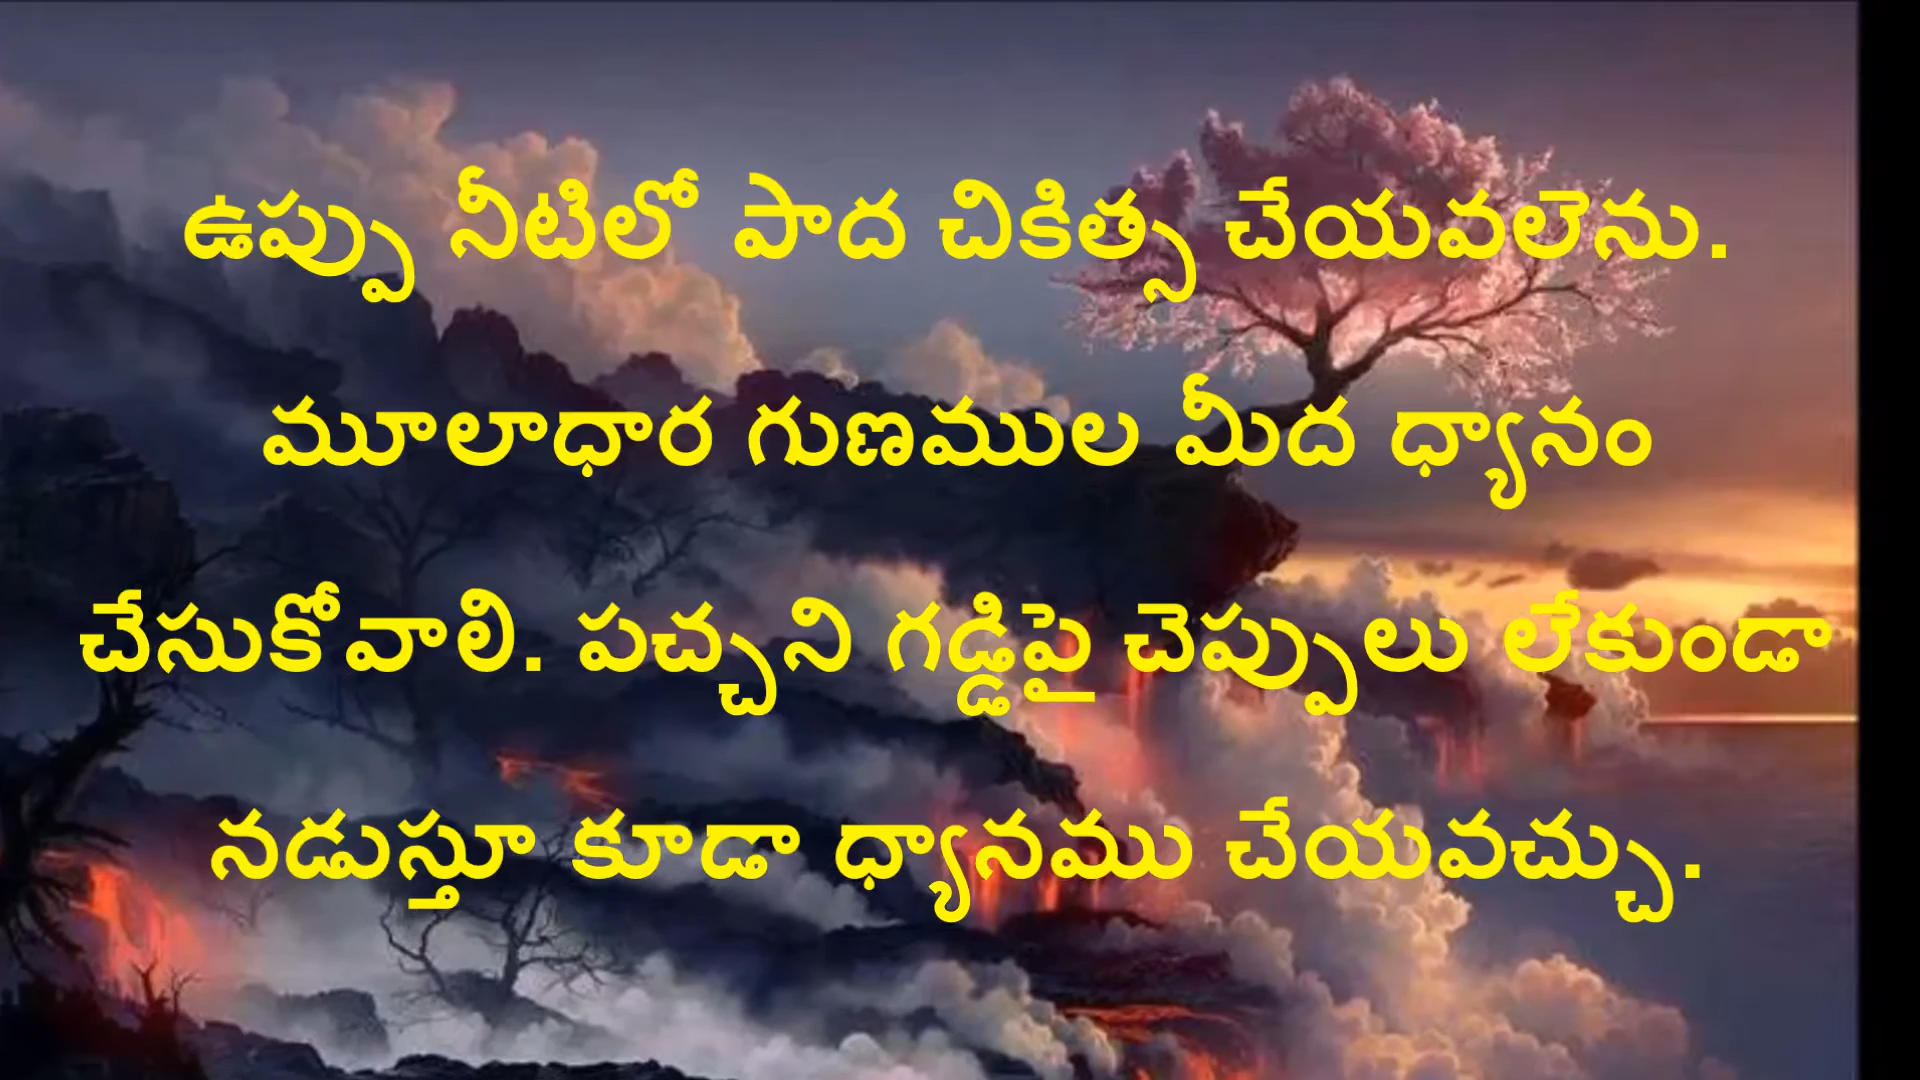 ఉప్పు నీటిలో పాద చికిత్స చేయవలెను.
మూలాధార గుణముల మీద ధ్యానం
చేసుకోవాలి. పచ్చని గడ్డిపై చెప్పులు లేకుండా
నడుస్తూ కూడా ధ్యానము చేయవచ్చు.